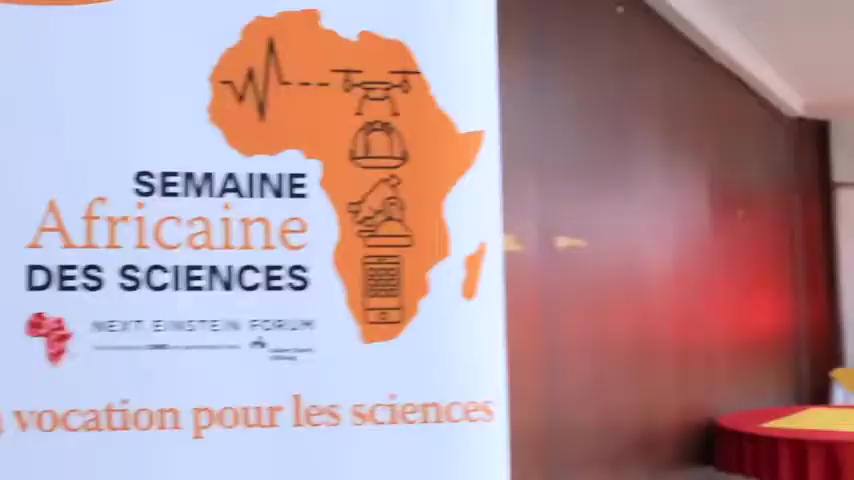 SEMAINE
Africaine
DES SCIENCES
NEXT EINSTEIN FORUM
vocation pour les sciences